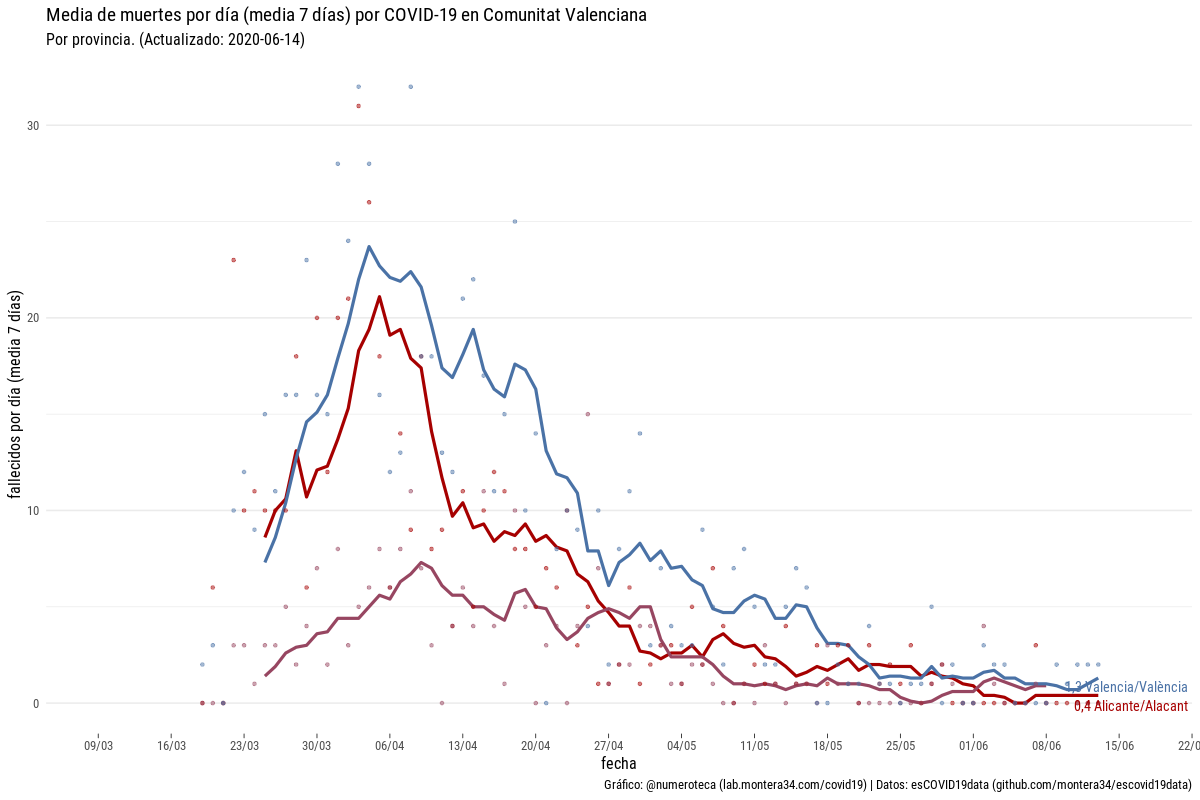 Media de muertes por día (media 7 días) por COVID-19 en Comunitat Valenciana
Por provincia. (Actualizado: 2020-06-14)
fallecidos por día (media 7 días)
30
20
10
0
1,3 Valencia/València
0,4 Alicante/Alacant
09/03 16/03 23/03 30/03 06/04 13/04 20/04 27/04 04/05 11/05 18/05 25/05 01/06 08/06 15/06 22/0
fecha
Gráfico: @numeroteca (lab.montera34.com/covid19) | Datos: esCOVID19data (github.com/montera34/escovid19data)